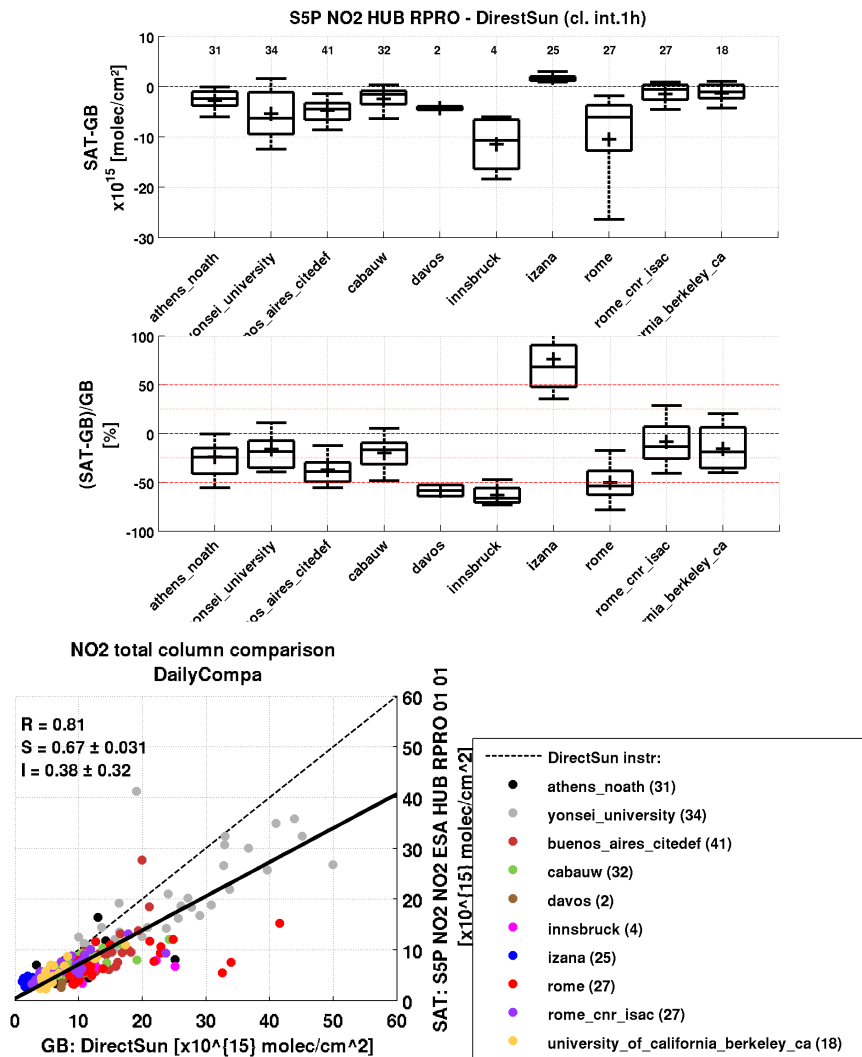 S5P NO2 HUB RPRO - DirestSun (cl. int.1h)
SAT-GB
x10^15 [molec/cm²]
10
0
-10
-20
-30
31 34 41 32 2 4 25 27 27 18
athens_noath
yonsei_university
nos_aires_citedef
cabauw
davos
innsbruck
izana
rome
rome_cnr_isac
ernia_berkeley_ca
(SAT-GB)/GB
[%]
100
50
0
-50
-100
athens_noath
yonsei_university
nos_aires_citedef
cabauw
davos
innsbruck
izana
rome
rome_cnr_isac
rnia_berkeley_ca
NO2 total column comparison
DailyCompa
R = 0.81
S = 0.67 ± 0.031
I = 0.38 ± 0.32
60
50
40
30
20
10
0
0 10 20 30 40 50 60
GB: DirectSun [x10^{15} molec/cm^2]
SAT: S5P NO2 NO2 ESA HUB RPRO 01 01
[x10^{15} molec/cm^2]
DirectSun instr:
athens_noath (31)
yonsei_university (34)
buenos_aires_citedef (41)
cabauw (32)
davos (2)
innsbruck (4)
izana (25)
rome (27)
rome_cnr_isac (27)
university_of_california_berkeley_ca (18)